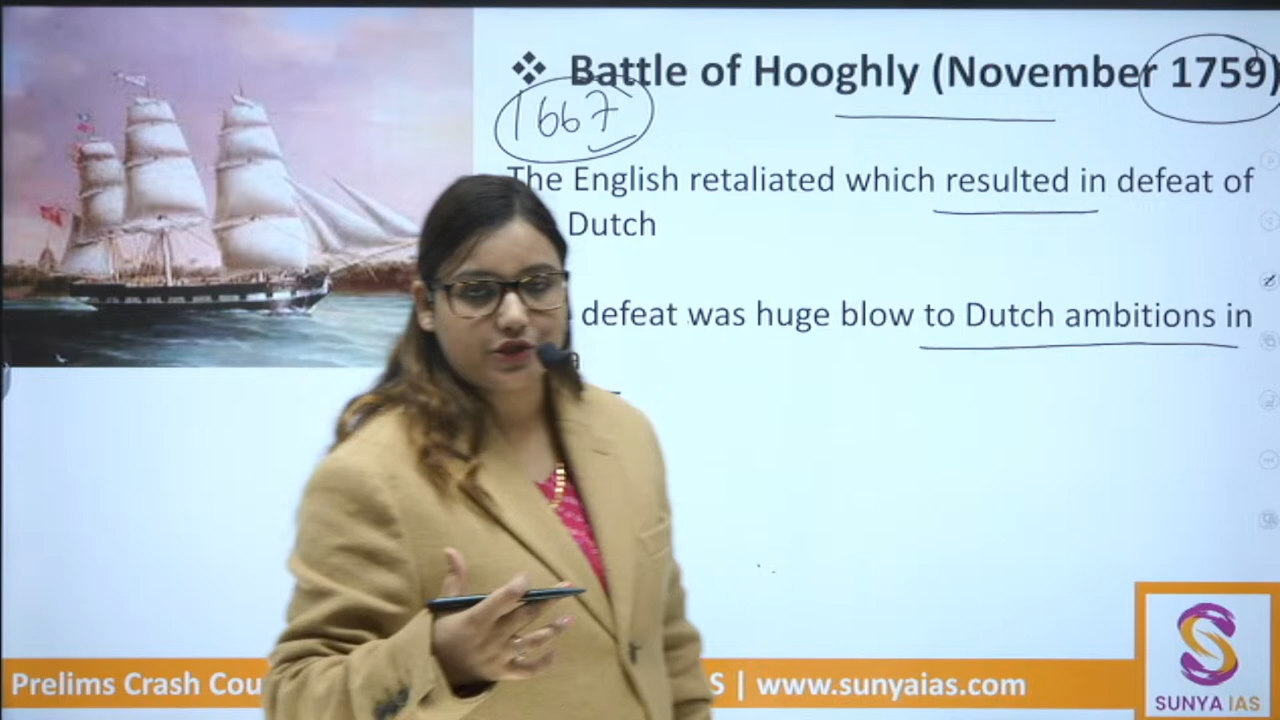 ❖ Battle of Hooghly (November 1759)
1667
The English retaliated which resulted in defeat of
Dutch
defeat was huge blow to Dutch ambitions in
Prelims Crash Cou
S | www.sunyaias.com
SUNYA IAS